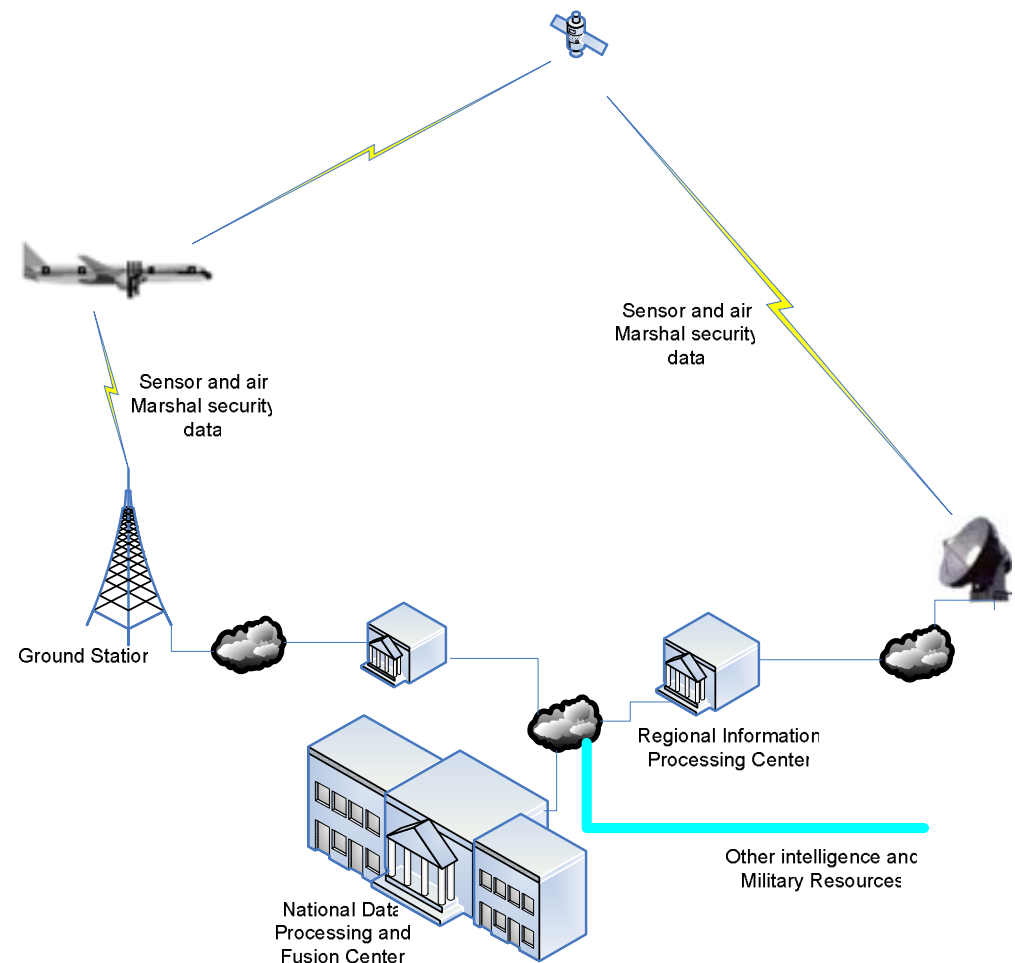 Sensor and air
Marshal security
data
Sensor and air
Marshal security
data
Ground Station
Regional Information
Processing Center
Other intelligence and
Military Resources
National Data
Processing and
Fusion Center